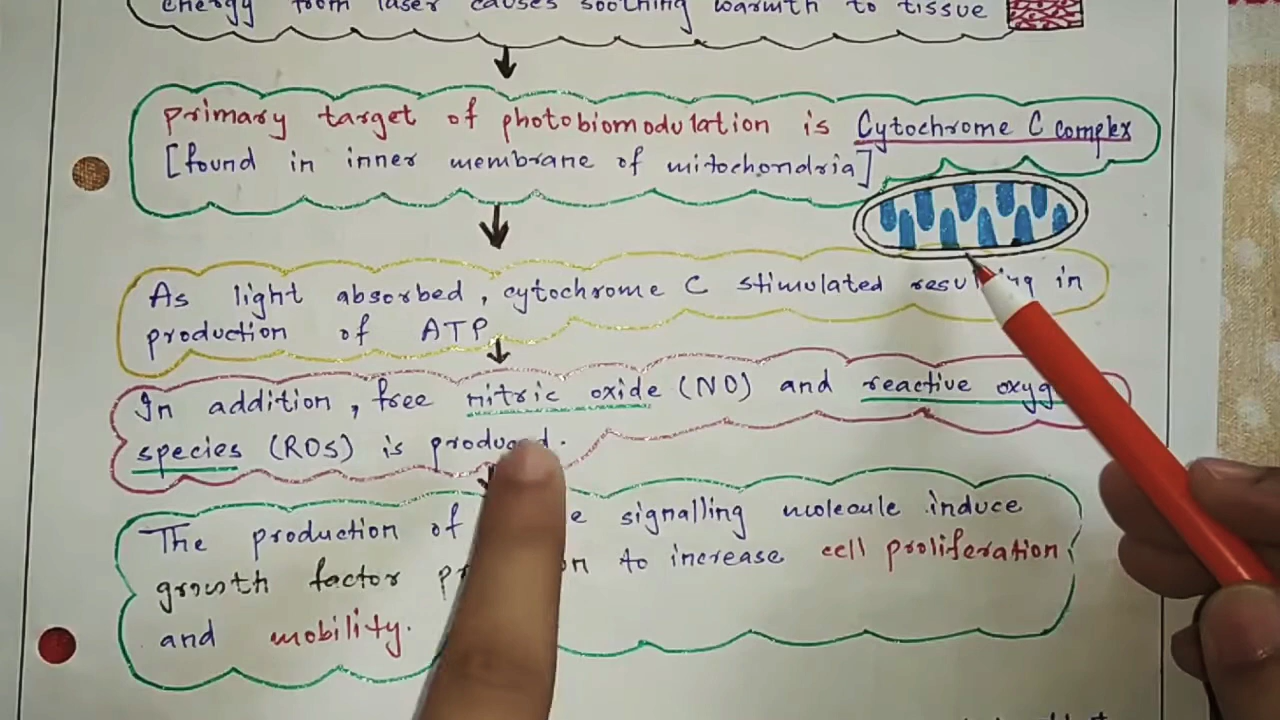 energy from laser causes soothing warmth to tissue
primary target of photobiomodulation is Cytochrome C complex
[found in inner membrane of mitochondria]
As light absorbed, cytochrome C stimulated in
production of ATP
In addition, free nitric oxide (NO) and reactive
species (ROS) is produced.
The production of signalling molecule induce
growth factor to increase cell proliferation
and mobility.